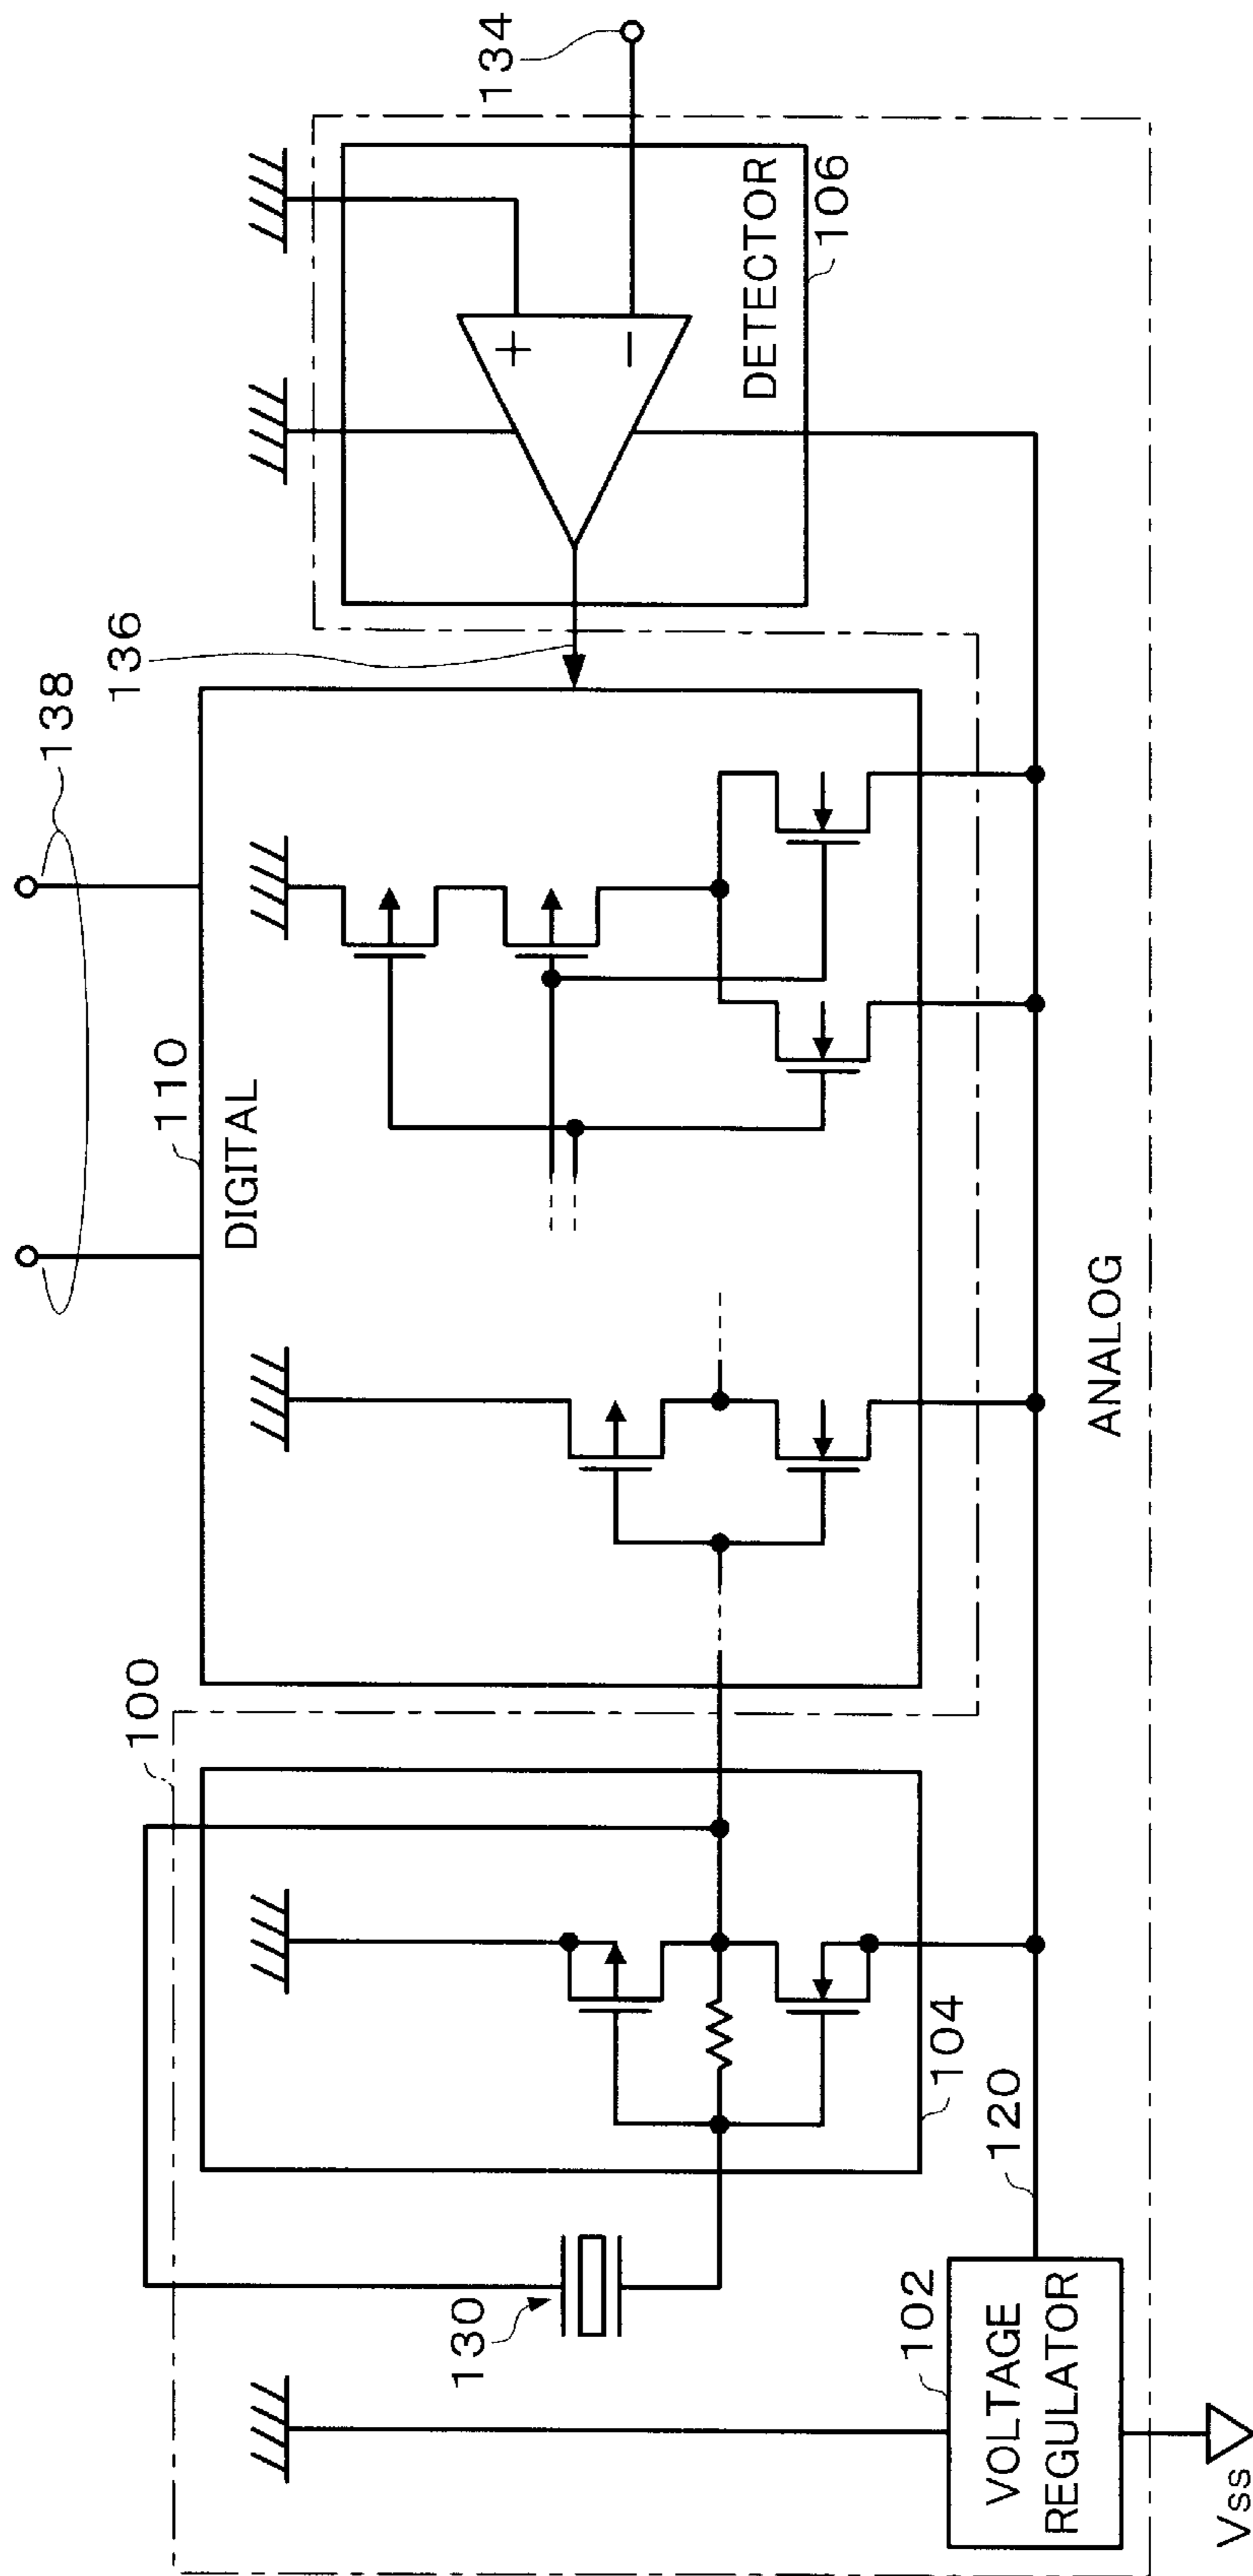 138
136
134
110
DIGITAL
100
+
−
DETECTOR
106
130
104
120
102
VOLTAGE
REGULATOR
ANALOG
Vss